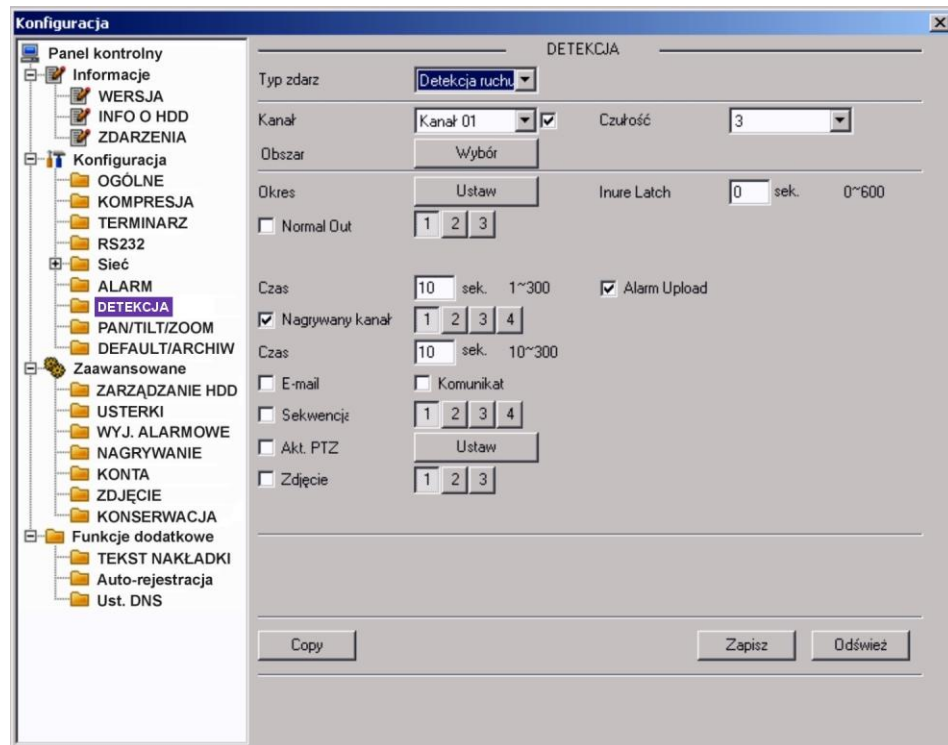 Konfiguracja
Panel kontrolny
Informacje
WERSJA
INFO O HDD
ZDARZENIA
Konfiguracja
OGÓLNE
KOMPRESJA
TERMINARZ
RS232
Sieć
ALARM
DETEKCJA
PAN/TILT/ZOOM
DEFAULT/ARCHIW
Zaawansowane
ZARZĄDZANIE HDD
USTERKI
WYJ. ALARMOWE
NAGRYWANIE
KONTA
ZDJĘCIE
KONSERWACJA
Funkcje dodatkowe
TEKST NAKŁADKI
Auto-rejestracja
Ust. DNS
DETEKCJA
Typ zdarz Detekcja ruchu
Kanał Kanał 01 Czułość 3
Obszar Wybór
Okres Ustaw Inure Latch 0 sek. 0~600
Normal Out 1 2 3
Czas 10 sek. 1~300 Alarm Upload
Nagrywany kanał 1 2 3 4
Czas 10 sek. 10~300
E-mail Komunikat
Sekwencja 1 2 3 4
Akt. PTZ Ustaw
Zdjęcie 1 2 3
Copy Zapisz Odśwież